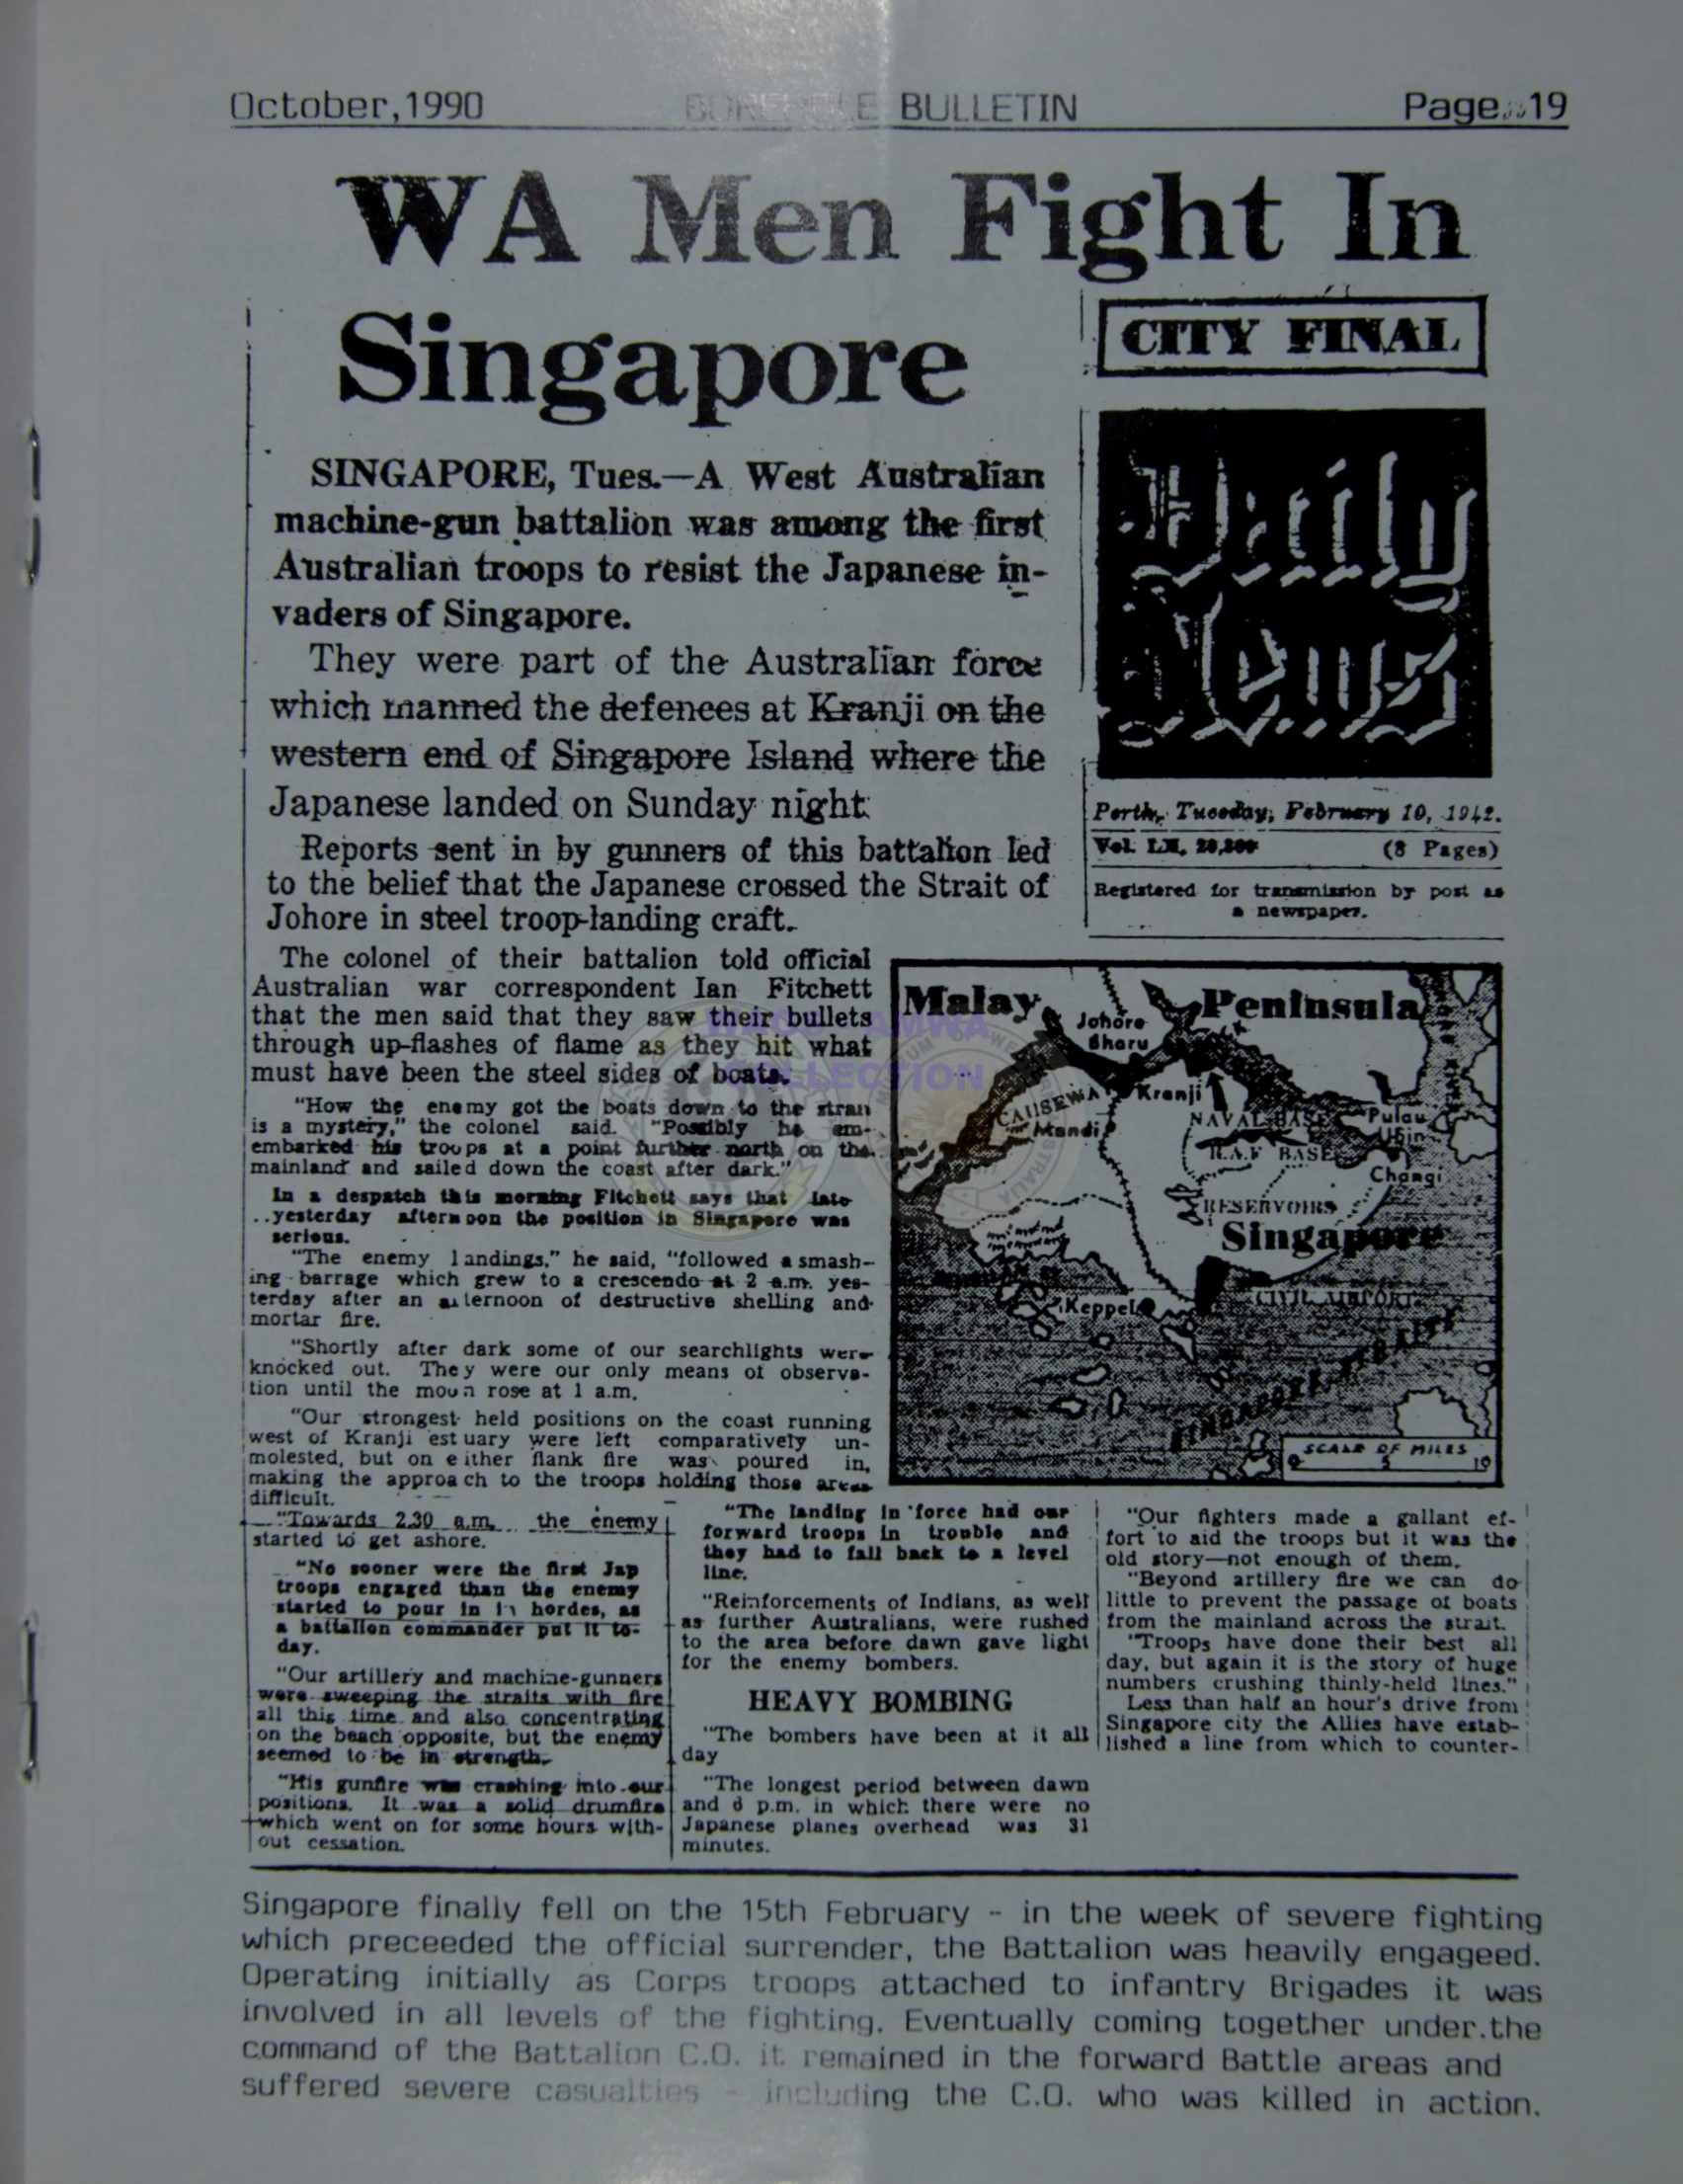 October,1990 BULLETIN Page...19
WA Men Fight In
Singapore
CITY FINAL
Daily
News
Perth, Tuesday, February 10, 1942.
Vol. LX, (8 Pages)
Registered for transmission by post as
a newspaper.
SINGAPORE, Tues.—A West Australian
machine-gun battalion was among the first
Australian troops to resist the Japanese in-
vaders of Singapore.
They were part of the Australian force
which manned the defences at Kranji on the
western end of Singapore Island where the
Japanese landed on Sunday night.
Reports sent in by gunners of this battalion led
to the belief that the Japanese crossed the Strait of
Johore in steel troop-landing craft.
The colonel of their battalion told official
Australian war correspondent Ian Fitchett
that the men said that they saw their bullets
through up-flashes of flame as they hit what
must have been the steel sides of boats.
"How the enemy got the boats down to the strait
is a mystery," the colonel said. "Possibly he em-
embarked his troops at a point further north on the
mainland and sailed down the coast after dark."
In a despatch this morning Fitchett says that late
yesterday afternoon the position in Singapore was
serious.
"The enemy landings," he said, "followed a smash-
ing barrage which grew to a crescendo at 2 a.m. yes-
terday after an afternoon of destructive shelling and
mortar fire.
"Shortly after dark some of our searchlights were
knocked out. They were our only means of observa-
tion until the moon rose at 1 a.m.
"Our strongest held positions on the coast running
west of Kranji estuary were left comparatively un-
molested, but on either flank fire was poured in,
making the approach to the troops holding those areas
difficult.
"Towards 2.30 a.m. the enemy
started to get ashore.
"No sooner were the first Jap
troops engaged than the enemy
started to pour in in hordes, as
a battalion commander put it to-
day.
"Our artillery and machine-gunners
were sweeping the straits with fire
all this time and also concentrating
on the beach opposite, but the enemy
seemed to be in strength.
"His gunfire was crashing into our
positions. It was a solid drumfire
which went on for some hours with-
out cessation.
"The landing in force had our
forward troops in trouble and
they had to fall back to a level
line.
"Reinforcements of Indians, as well
as further Australians, were rushed
to the area before dawn gave light
for the enemy bombers.
HEAVY BOMBING
"The bombers have been at it all
day
"The longest period between dawn
and 6 p.m. in which there were no
Japanese planes overhead was 31
minutes.
"Our fighters made a gallant ef-
fort to aid the troops but it was the
old story—not enough of them.
"Beyond artillery fire we can do
little to prevent the passage of boats
from the mainland across the strait.
"Troops have done their best all
day, but again it is the story of huge
numbers crushing thinly-held lines."
Less than half an hour's drive from
Singapore city the Allies have estab-
lished a line from which to counter-
Malay Peninsula
Johore
Bharu
Kranji
CAUSEWAY
Mandi
NAVAL BASE
Pulau
Ubin
R.A.F BASE
Changi
RESERVOIRS
Singapore
Keppel
CIVIL AIRPORT
SINGAPORE STRAIT
SCALE OF MILES
0 5 10
Singapore finally fell on the 15th February - in the week of severe fighting
which preceeded the official surrender, the Battalion was heavily engageed.
Operating initially as Corps troops attached to infantry Brigades it was
involved in all levels of the fighting. Eventually coming together under.the
command of the Battalion C.O. it remained in the forward Battle areas and
suffered severe casualties - including the C.O. who was killed in action.